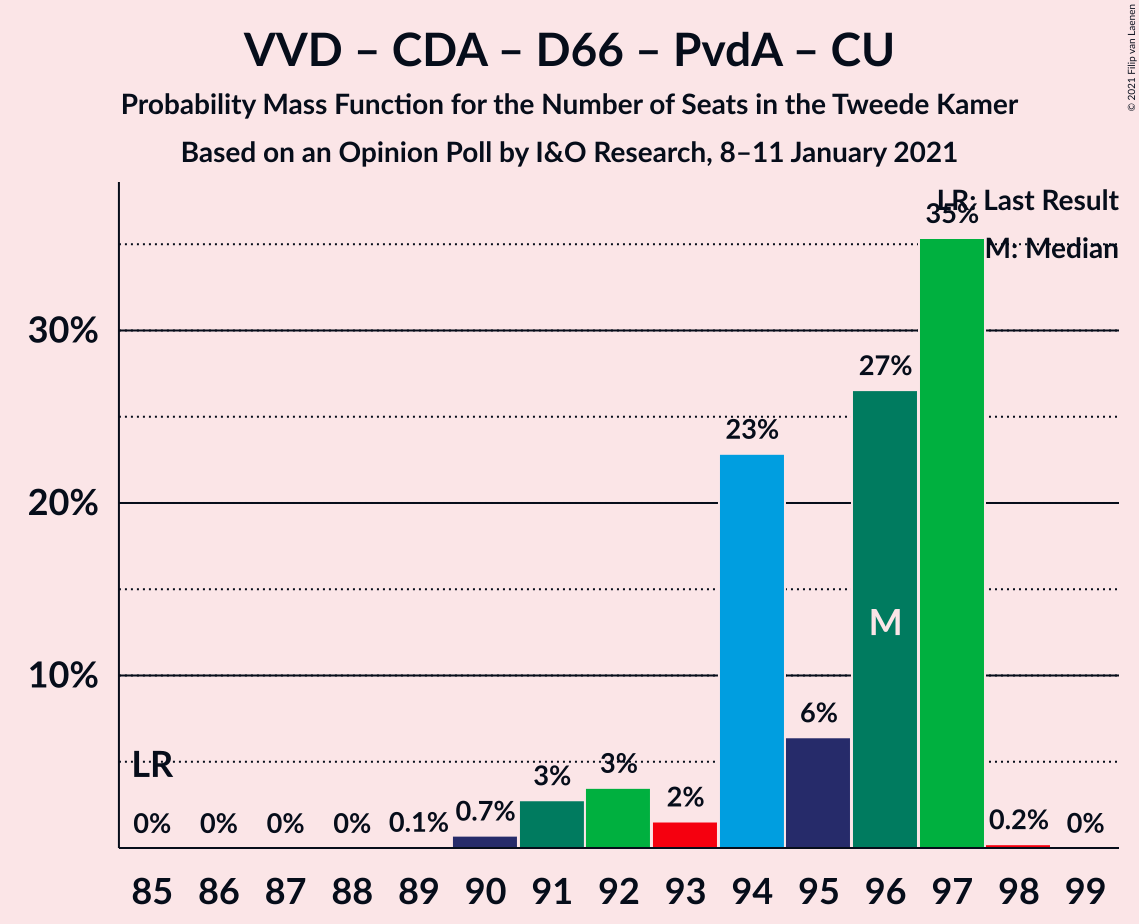 VVD – CDA – D66 – PvdA – CU
Probability Mass Function for the Number of Seats in the Tweede Kamer
Based on an Opinion Poll by I&O Research, 8–11 January 2021
© 2021 Filip van Laenen
LR: Last Result
M: Median
35%
30%
27%
23%
20%
M
10%
6%
LR
3%
3%
2%
0%
0%
0%
0%
0.1%
0.7%
0.2%
0%
85 86 87 88 89 90 91 92 93 94 95 96 97 98 99